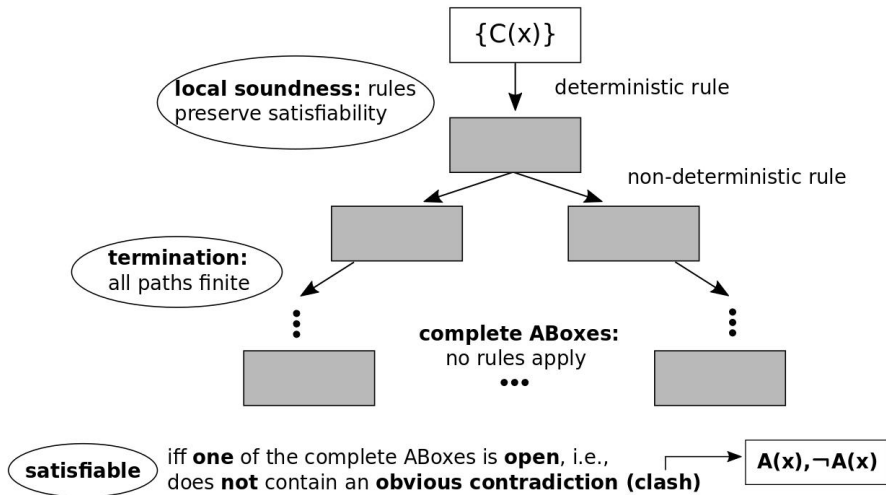 {C(x)}
local soundness: rules
preserve satisfiability
deterministic rule
non-deterministic rule
termination:
all paths finite
complete ABoxes:
no rules apply
satisfiable
iff one of the complete ABoxes is open, i.e.,
does not contain an obvious contradiction (clash)
A(x),¬A(x)